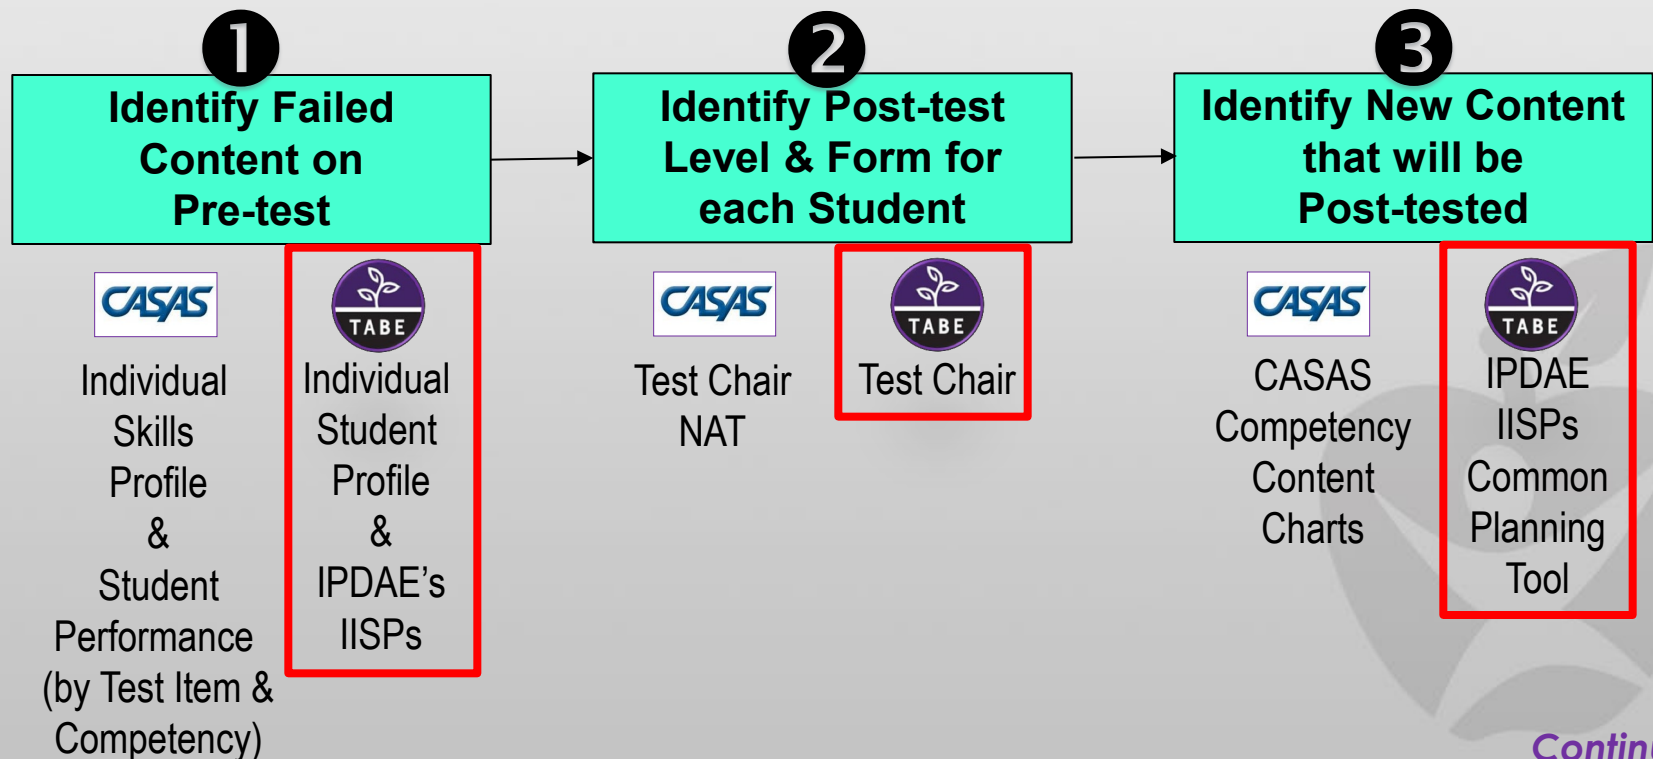 1
Identify Failed
Content on
Pre-test
2
Identify Post-test
Level & Form for
each Student
3
Identify New Content
that will be
Post-tested
CASAS
Individual
Skills
Profile
&
Student
Performance
(by Test Item &
Competency)
TABE
Individual
Student
Profile
&
IPDAE's
IISPs
CASAS
Test Chair
NAT
TABE
Test Chair
CASAS
CASAS
Competency
Content
Charts
TABE
IPDAE
IISPs
Common
Planning
Tool